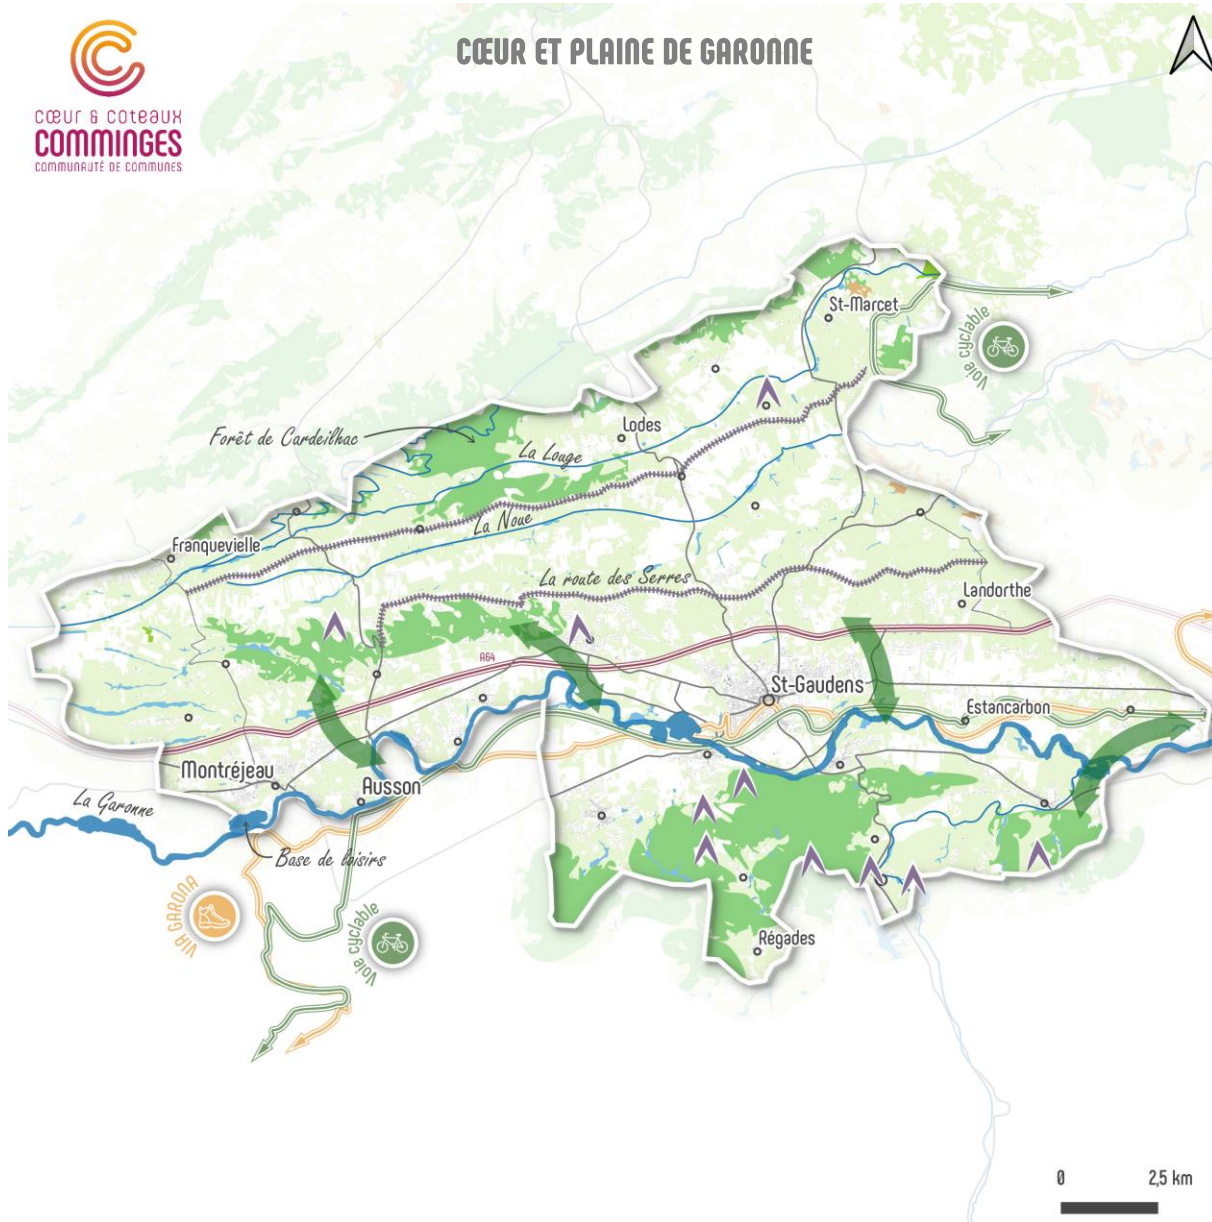 CŒUR ET PLAINE DE GARONNE
cœur & coteaux
COMMINGES
COMMUNAUTÉ DE COMMUNES
St-Marcet
Voie cyclable
Forêt de Cardeilhac
Lodes
La Louge
La Noue
Franquevielle
La route des Serres
Landorthe
A64
St-Gaudens
Estancarbon
Montréjeau
Ausson
La Garonne
Base de loisirs
VIA GARONA
Voie cyclable
Régades
0 2,5 km